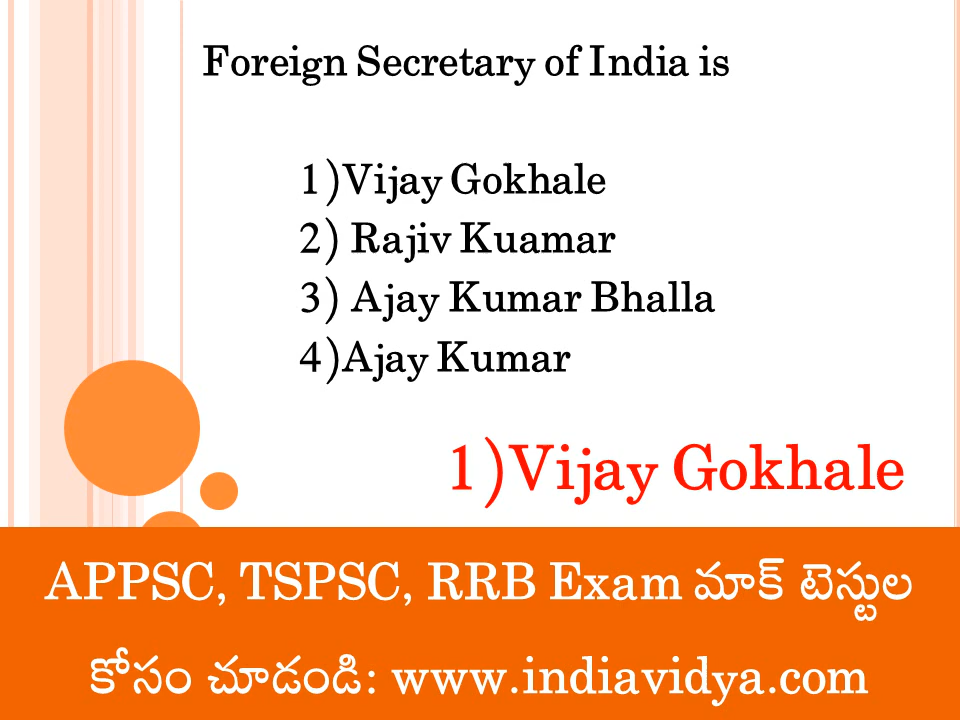 Foreign Secretary of India is
1)Vijay Gokhale
2) Rajiv Kuamar
3) Ajay Kumar Bhalla
4)Ajay Kumar
1)Vijay Gokhale
APPSC, TSPSC, RRB Exam మాక్ టెస్టుల
కోసం చూడండి: www.indiavidya.com